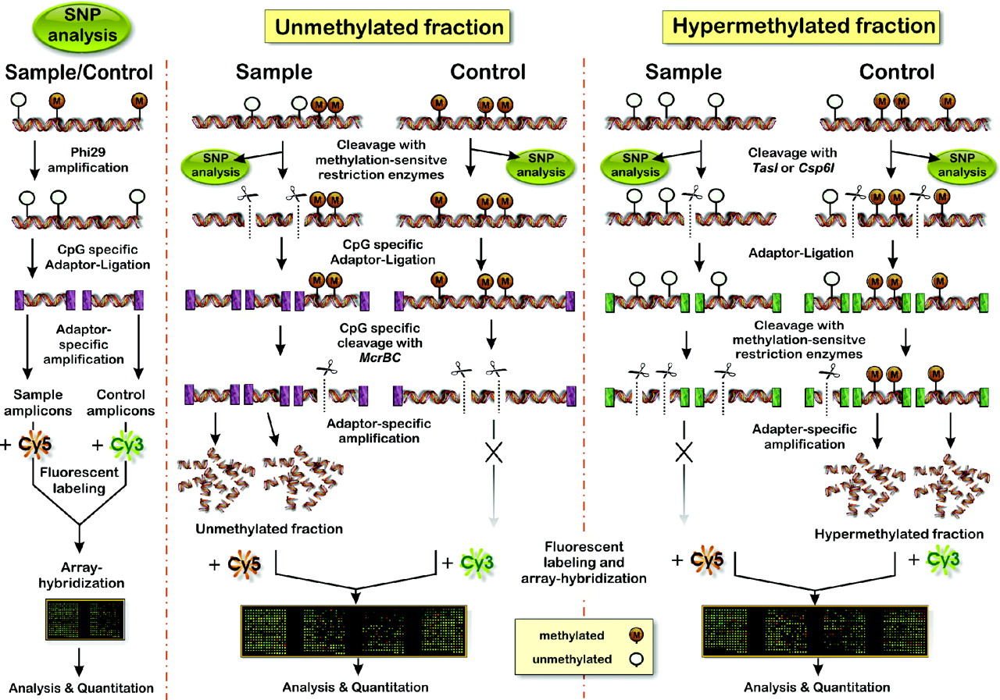 SNP
analysis
Sample/Control
M
M
Phi29
amplification
CpG specific
Adaptor-Ligation
Adaptor-
specific
amplification
Sample
amplicons
Control
amplicons
+ Cy5
+ Cy3
Fluorescent
labeling
Array-
hybridization
Analysis & Quantitation
Unmethylated fraction
Sample
Control
M M
M M M
SNP
analysis
Cleavage with
methylation-sensitve
restriction enzymes
SNP
analysis
M M
M M M
CpG specific
Adaptor-Ligation
M M
M M M
CpG specific
cleavage with
McrBC
Adaptor-specific
amplification
Unmethylated fraction
+ Cy5
+ Cy3
Analysis & Quantitation
Fluorescent
labeling and
array-hybridization
methylated M
unmethylated
Hypermethylated fraction
Sample
Control
M M M
SNP
analysis
Cleavage with
TasI or Csp6I
SNP
analysis
M M M
Adaptor-Ligation
M M M
Cleavage with
methylation-sensitve
restriction enzymes
M M M
Adapter-specific
amplification
Hypermethylated fraction
+ Cy5
+ Cy3
Analysis & Quantitation